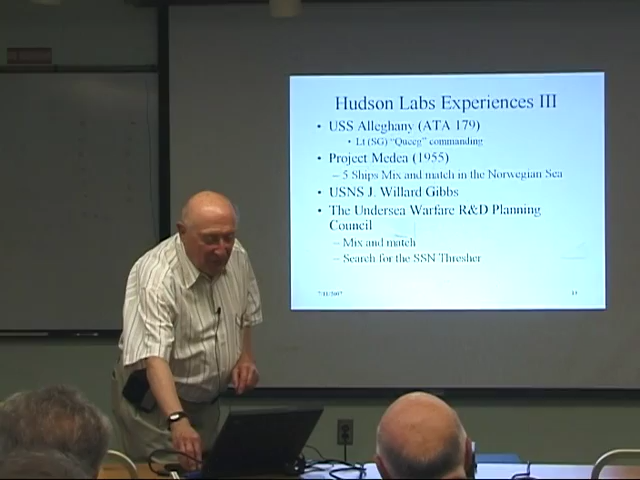 Hudson Labs Experiences III
• USS Alleghany (ATA 179)
• Lt (SG) "Queeg" commanding
• Project Medea (1955)
– 5 Ships Mix and match in the Norwegian Sea
• USNS J. Willard Gibbs
• The Undersea Warfare R&D Planning
Council
– Mix and match
– Search for the SSN Thresher